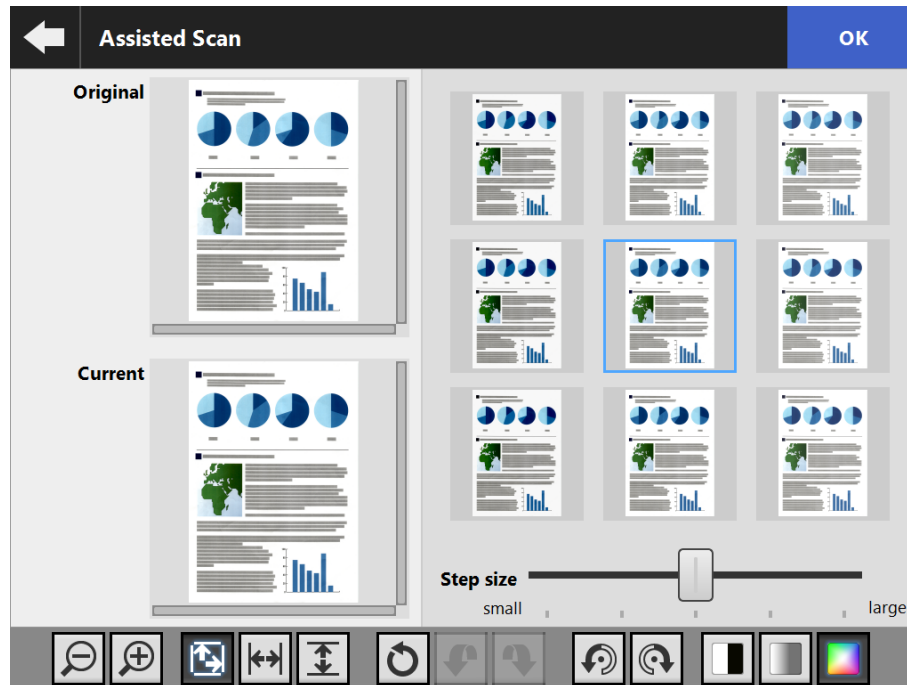 Assisted Scan
OK
Original
Current
Step size
small
large